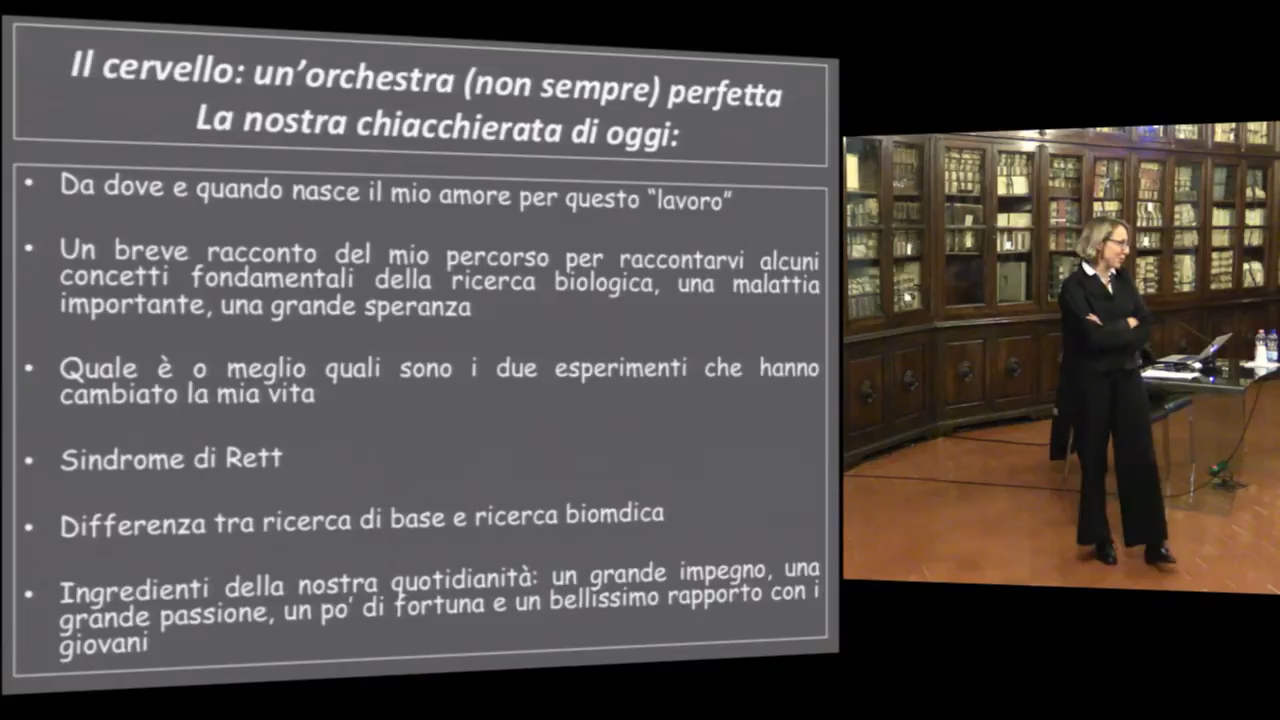 Il cervello: un’orchestra (non sempre) perfetta
La nostra chiacchierata di oggi:
• Da dove e quando nasce il mio amore per questo “lavoro”
• Un breve racconto del mio percorso per raccontarvi alcuni
concetti fondamentali della ricerca biologica, una malattia
importante, una grande speranza
• Quale è o meglio quali sono i due esperimenti che hanno
cambiato la mia vita
• Sindrome di Rett
• Differenza tra ricerca di base e ricerca biomdica
• Ingredienti della nostra quotidianità: un grande impegno, una
grande passione, un po’ di fortuna e un bellissimo rapporto con i
giovani